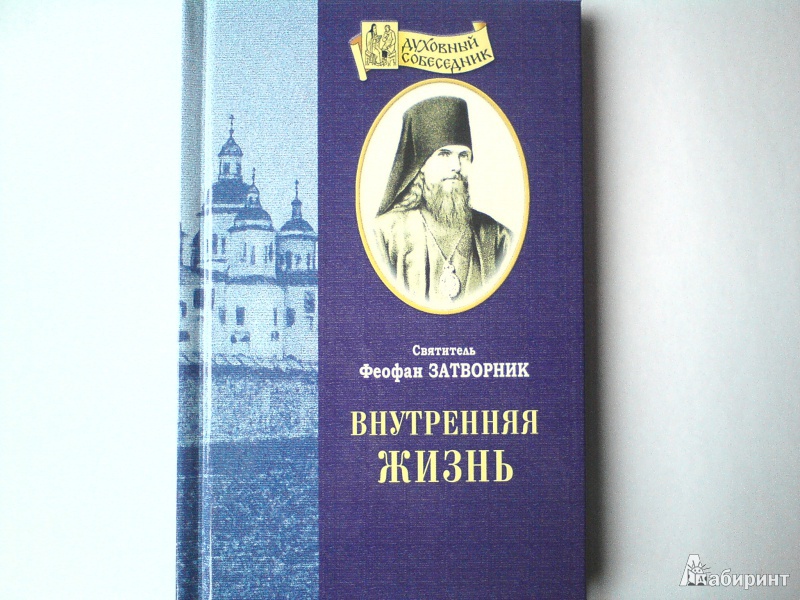 ДУХОВНЫЙ
СОБЕСЕДНИК
Святитель
Феофан ЗАТВОРНИК
ВНУТРЕННЯЯ
ЖИЗНЬ
Лабиринт